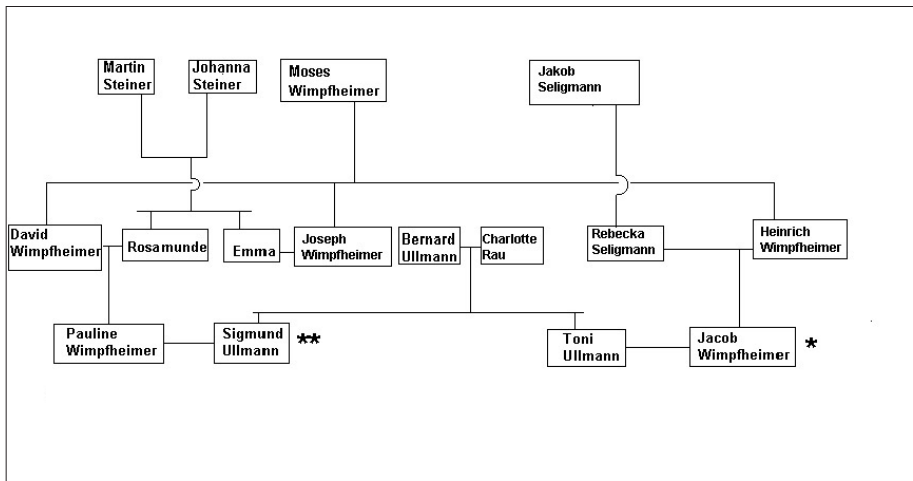 Martin
Steiner
Johanna
Steiner
Moses
Wimpfheimer
Jakob
Seligmann
David
Wimpfheimer
Rosamunde
Emma
Joseph
Wimpfheimer
Bernard
Ullmann
Charlotte
Rau
Rebecka
Seligmann
Heinrich
Wimpfeimer
Pauline
Wimpfheimer
Sigmund
Ullmann
**
Toni
Ullmann
Jacob
Wimpfheimer
*